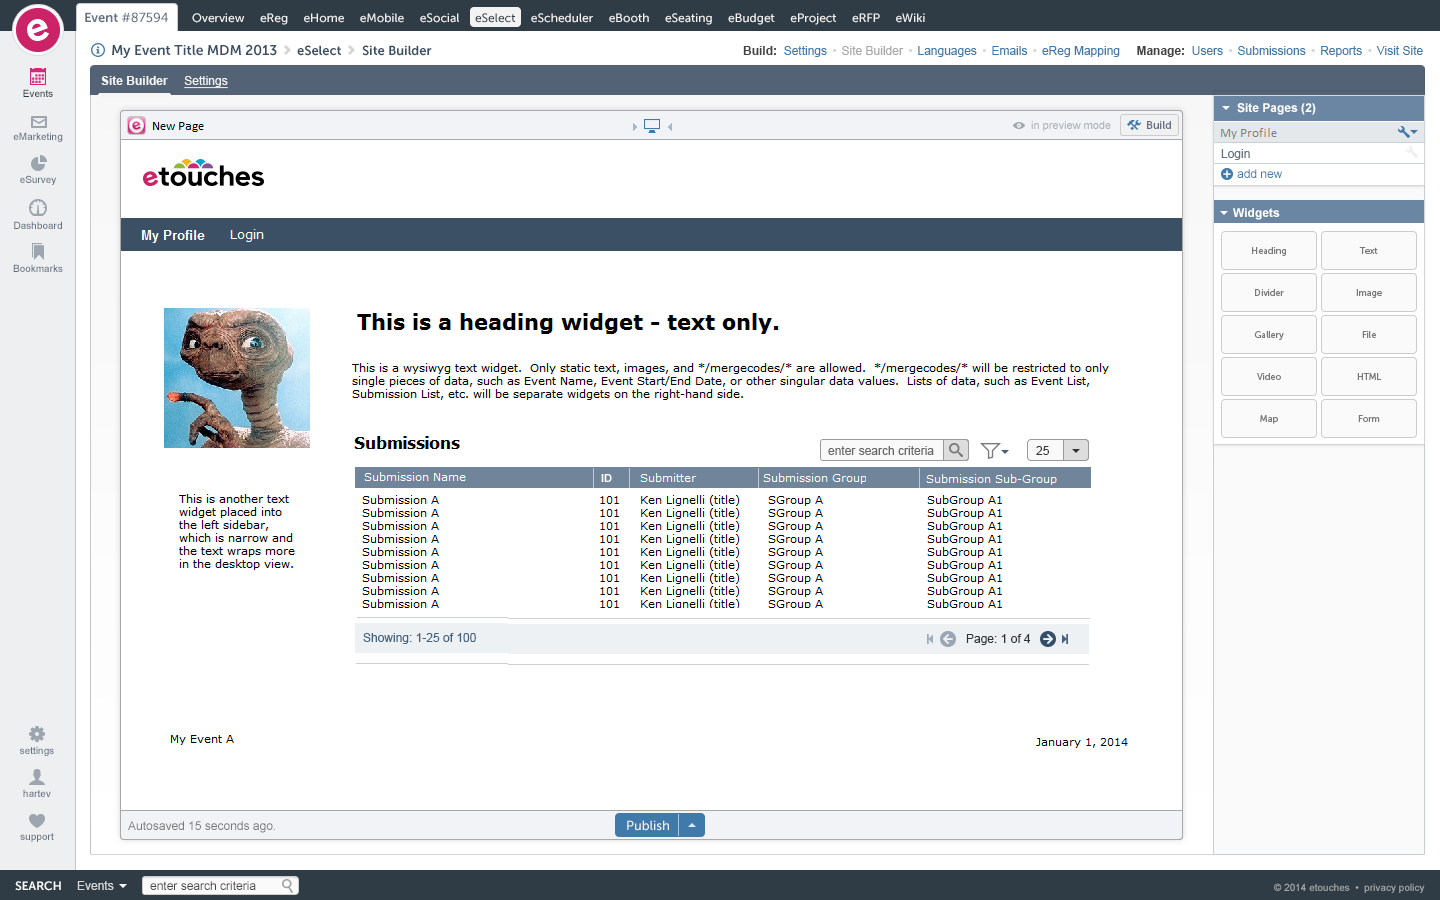 Event #87594
Overview
eReg
eHome
eMobile
eSocial
eSelect
eScheduler
eBooth
eSeating
eBudget
eProject
eRFP
eWiki
e
My Event Title MDM 2013 eSelect Site Builder
Build: Settings • Site Builder • Languages • Emails • eReg Mapping
Manage: Users • Submissions • Reports • Visit Site
Events
eMarketing
eSurvey
Dashboard
Bookmarks
settings
hartev
support
Site Builder
Settings
e New Page
in preview mode
Build
etouches
My Profile
Login
This is a heading widget - text only.
This is a wysiwyg text widget. Only static text, images, and */mergecodes/* are allowed. */mergecodes/* will be restricted to only
single pieces of data, such as Event Name, Event Start/End Date, or other singular data values. Lists of data, such as Event List,
Submission List, etc. will be separate widgets on the right-hand side.
This is another text
widget placed into
the left sidebar,
which is narrow and
the text wraps more
in the desktop view.
Submissions
enter search criteria
25
Submission Name ID Submitter Submission Group Submission Sub-Group
Submission A 101 Ken Lignelli (title) SGroup A SubGroup A1
Submission A 101 Ken Lignelli (title) SGroup A SubGroup A1
Submission A 101 Ken Lignelli (title) SGroup A SubGroup A1
Submission A 101 Ken Lignelli (title) SGroup A SubGroup A1
Submission A 101 Ken Lignelli (title) SGroup A SubGroup A1
Submission A 101 Ken Lignelli (title) SGroup A SubGroup A1
Submission A 101 Ken Lignelli (title) SGroup A SubGroup A1
Submission A 101 Ken Lignelli (title) SGroup A SubGroup A1
Submission A 101 Ken Lignelli (title) SGroup A SubGroup A1
Showing: 1-25 of 100
Page: 1 of 4
My Event A
January 1, 2014
Autosaved 15 seconds ago.
Publish
Site Pages (2)
My Profile
Login
add new
Widgets
Heading
Text
Divider
Image
Gallery
File
Video
HTML
Map
Form
SEARCH Events
enter search criteria
© 2014 etouches • privacy policy